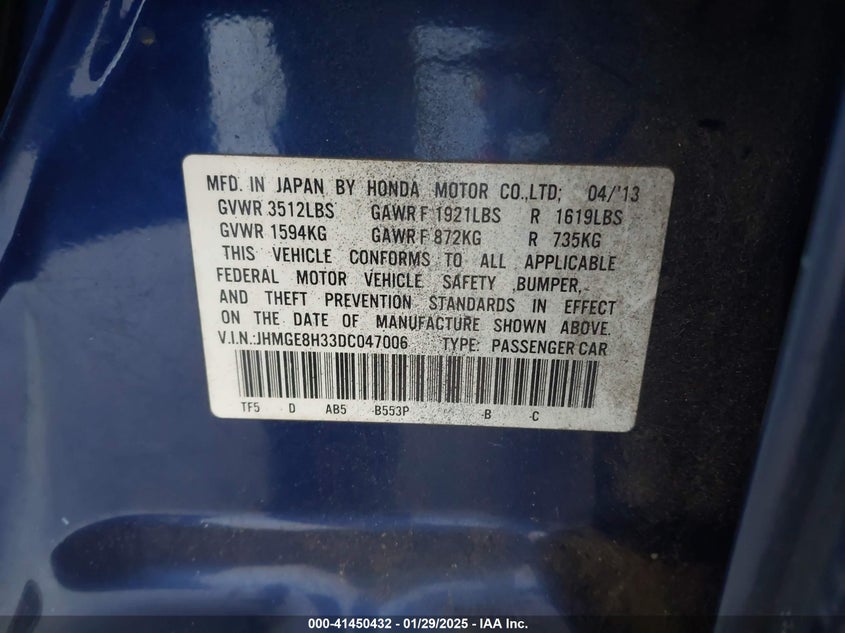 MFD. IN JAPAN BY HONDA MOTOR CO.,LTD; 04/'13
GVWR 3512LBS GAWR F 1921LBS R 1619LBS
GVWR 1594KG GAWR F 872KG R 735KG
THIS VEHICLE CONFORMS TO ALL APPLICABLE
FEDERAL MOTOR VEHICLE SAFETY ,BUMPER,
AND THEFT PREVENTION STANDARDS IN EFFECT
ON THE DATE OF MANUFACTURE SHOWN ABOVE.
V.I.N.:JHMGE8H33DC047006 TYPE: PASSENGER CAR
TF5 D AB5 -B553P -B -C
000-41450432 - 01/29/2025 - IAA Inc.